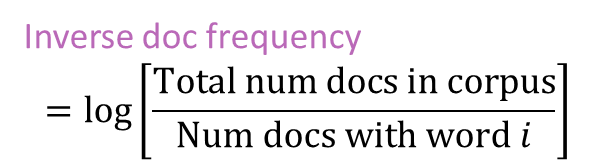 Inverse doc frequency
= log[Total num docs in corpus
Num docs with word i]